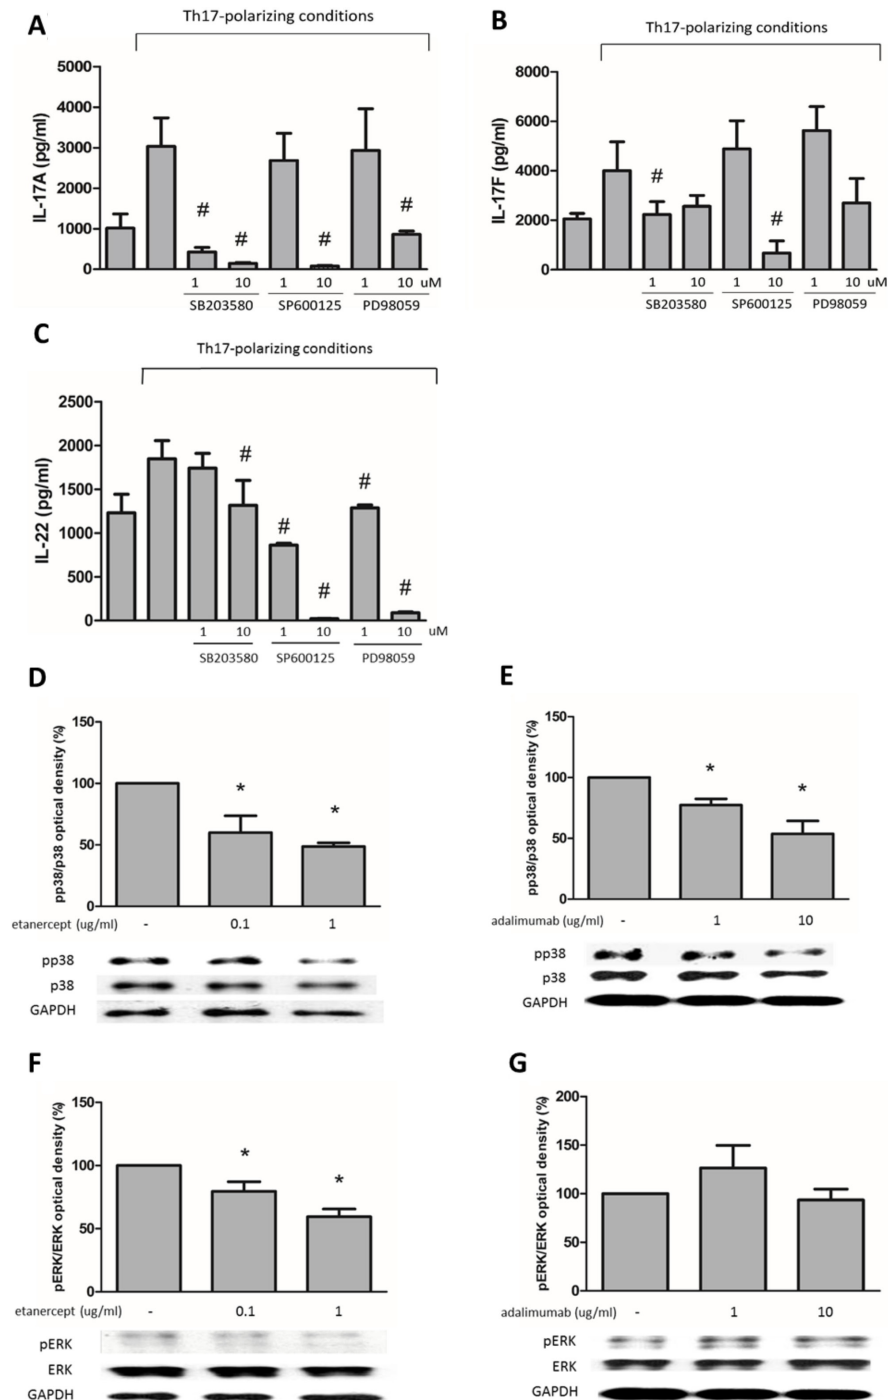 A
Th17-polarizing conditions
IL-17A (pg/ml)
5000
4000
3000
2000
1000
0
# # # #
1 10 1 10 1 10 uM
SB203580 SP600125 PD98059
B
Th17-polarizing conditions
IL-17F (pg/ml)
8000
6000
4000
2000
0
# #
1 10 1 10 1 10 uM
SB203580 SP600125 PD98059
C
Th17-polarizing conditions
IL-22 (pg/ml)
2500
2000
1500
1000
500
0
# # # # #
1 10 1 10 1 10 uM
SB203580 SP600125 PD98059
D
pp38/p38 optical density (%)
150
100
50
0
* *
etanercept (ug/ml) - 0.1 1
pp38
p38
GAPDH
E
pp38/p38 optical density (%)
150
100
50
0
* *
adalimumab (ug/ml) - 1 10
pp38
p38
GAPDH
F
pERK/ERK optical density (%)
150
100
50
0
* *
etanercept (ug/ml) - 0.1 1
pERK
ERK
GAPDH
G
pERK/ERK optical density (%)
200
150
100
50
0
adalimumab (ug/ml) - 1 10
pERK
ERK
GAPDH